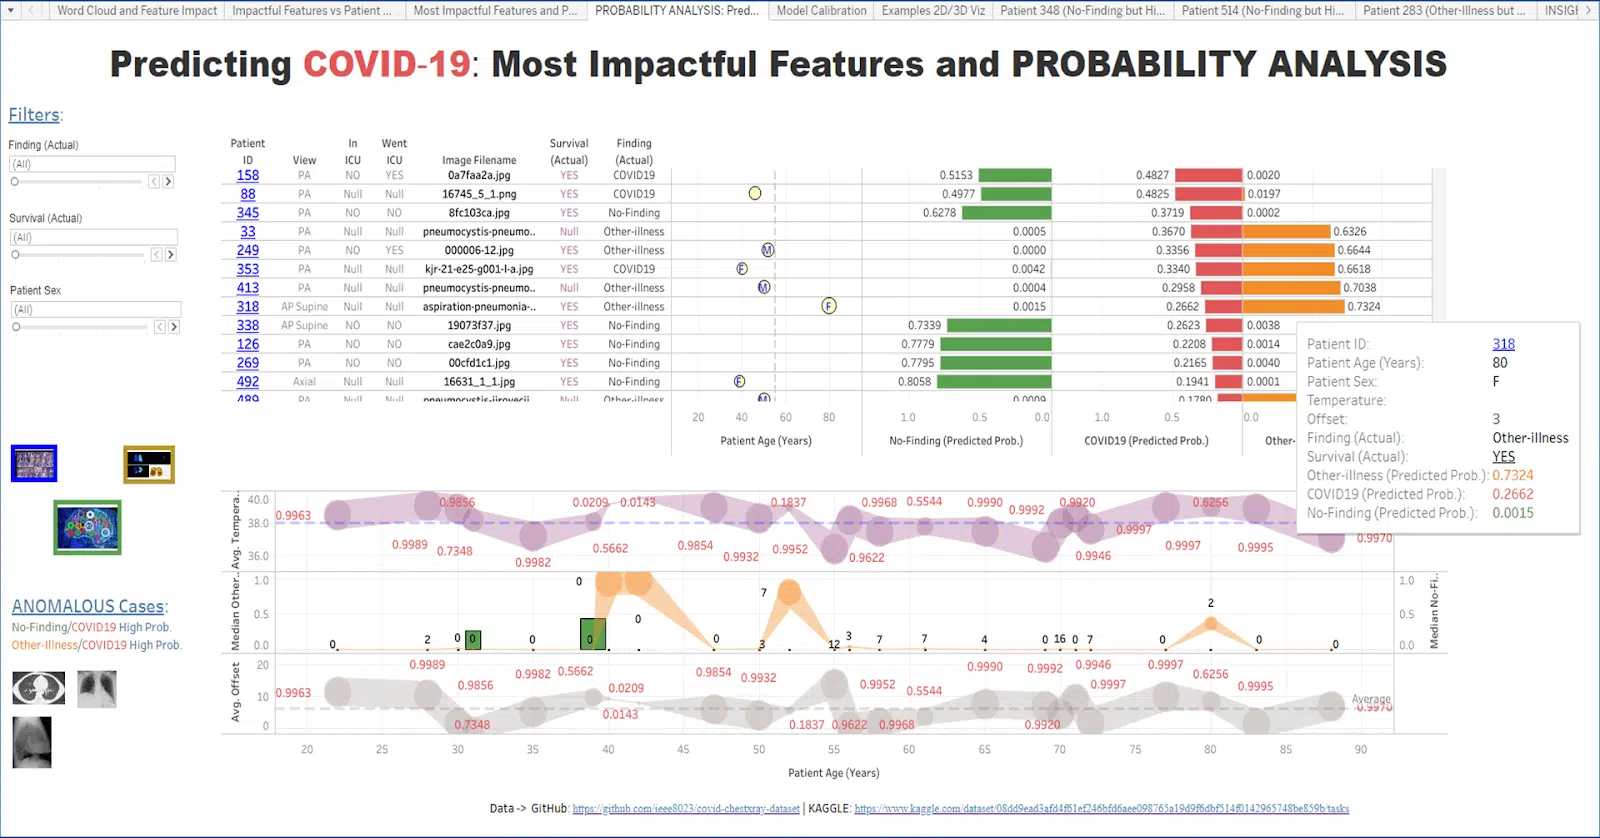 Word Cloud and Feature Impact
Impactful Features vs Patient ...
Most Impactful Features and P...
PROBABILITY ANALYSIS: Pred...
Model Calibration
Examples 2D/3D Viz
Patient 348 (No-Finding but Hi...
Patient 514 (No-Finding but Hi...
Patient 283 (Other-Illness but ...
INSIG
Predicting COVID-19: Most Impactful Features and PROBABILITY ANALYSIS
Filters:
Finding (Actual)
(All)
Survival (Actual)
(All)
Patient Sex
(All)
Patient ID View In ICU Went ICU Image Filename Survival (Actual) Finding (Actual)
158 PA NO YES 0a7faa2a.jpg YES COVID19 0.5153 0.4827 0.0020
88 PA Null Null 16745_5_1.png YES COVID19 0.4977 0.4825 0.0197
345 PA NO NO 8fc103ca.jpg YES No-Finding 0.6278 0.3719 0.0002
33 PA Null Null pneumocystis-pneumo.. Null Other-illness 0.0005 0.3670 0.6326
249 PA NO YES 000006-12.jpg YES Other-illness M 0.0000 0.3356 0.6644
353 PA Null Null kjr-21-e25-g001-l-a.jpg YES COVID19 F 0.0042 0.3340 0.6618
413 PA Null Null pneumocystis-pneumo.. Null Other-illness M 0.0004 0.2958 0.7038
318 AP Supine Null Null aspiration-pneumonia-.. YES Other-illness F 0.0015 0.2662 0.7324
338 AP Supine NO NO 19073f37.jpg YES No-Finding 0.7339 0.2623 0.0038
126 PA NO NO cae2c0a9.jpg YES No-Finding 0.7779 0.2208 0.0014
269 PA NO NO 00cfd1c1.jpg YES No-Finding 0.7795 0.2165 0.0040
492 Axial Null Null 16631_1_1.jpg YES No-Finding F 0.8058 0.1941 0.0001
489 PA Null Null pneumocystis-jirovecii Null Other-illness M 0.0009 0.1780
20 40 60 80 1.0 0.5 0.0 1.0 0.5 0.0
Patient Age (Years) No-Finding (Predicted Prob.) COVID19 (Predicted Prob.) Other-
Patient ID: 318
Patient Age (Years): 80
Patient Sex: F
Temperature:
Offset: 3
Finding (Actual): Other-illness
Survival (Actual): YES
Other-illness (Predicted Prob.): 0.7324
COVID19 (Predicted Prob.): 0.2662
No-Finding (Predicted Prob.): 0.0015
Avg. Tempera..
40.0
38.0
36.0
0.9856 0.0209 0.0143 0.1837 0.9968 0.5544 0.9990 0.9920 0.6256
0.9963 0.9992
0.9997
0.9989 0.7348 0.5662 0.9854 0.9932 0.9952 0.9622 0.9946 0.9997 0.9995 0.9970
0.9982
Median Other..
1.0
0.5
0.0
0 7 2
0 2 0 0 0 0 0 0 3 12 3 7 7 4 0 16 0 7 0 0 0
1.0
0.5
0.0
Median No-Fi..
Avg. Offset
20
10
0
0.9989 0.9982 0.5662 0.9854 0.9932 0.9990 0.9992 0.9946 0.9997 0.6256
0.9963 0.9856 0.0209 0.9952 0.5544 0.9997 0.9995
Average
0.9970
0.7348 0.0143 0.1837 0.9622 0.9968 0.9920
20 25 30 35 40 45 50 55 60 65 70 75 80 85 90
Patient Age (Years)
ANOMALOUS Cases:
No-Finding/COVID19 High Prob.
Other-Illness/COVID19 High Prob.
Data -> GitHub: https://github.com/ieee8023/covid-chestxray-dataset | KAGGLE: https://www.kaggle.com/dataset/08dd9ead3afd4f61ef246bfd6aee098765a19d9f6dbf514f0142965748be859b/tasks